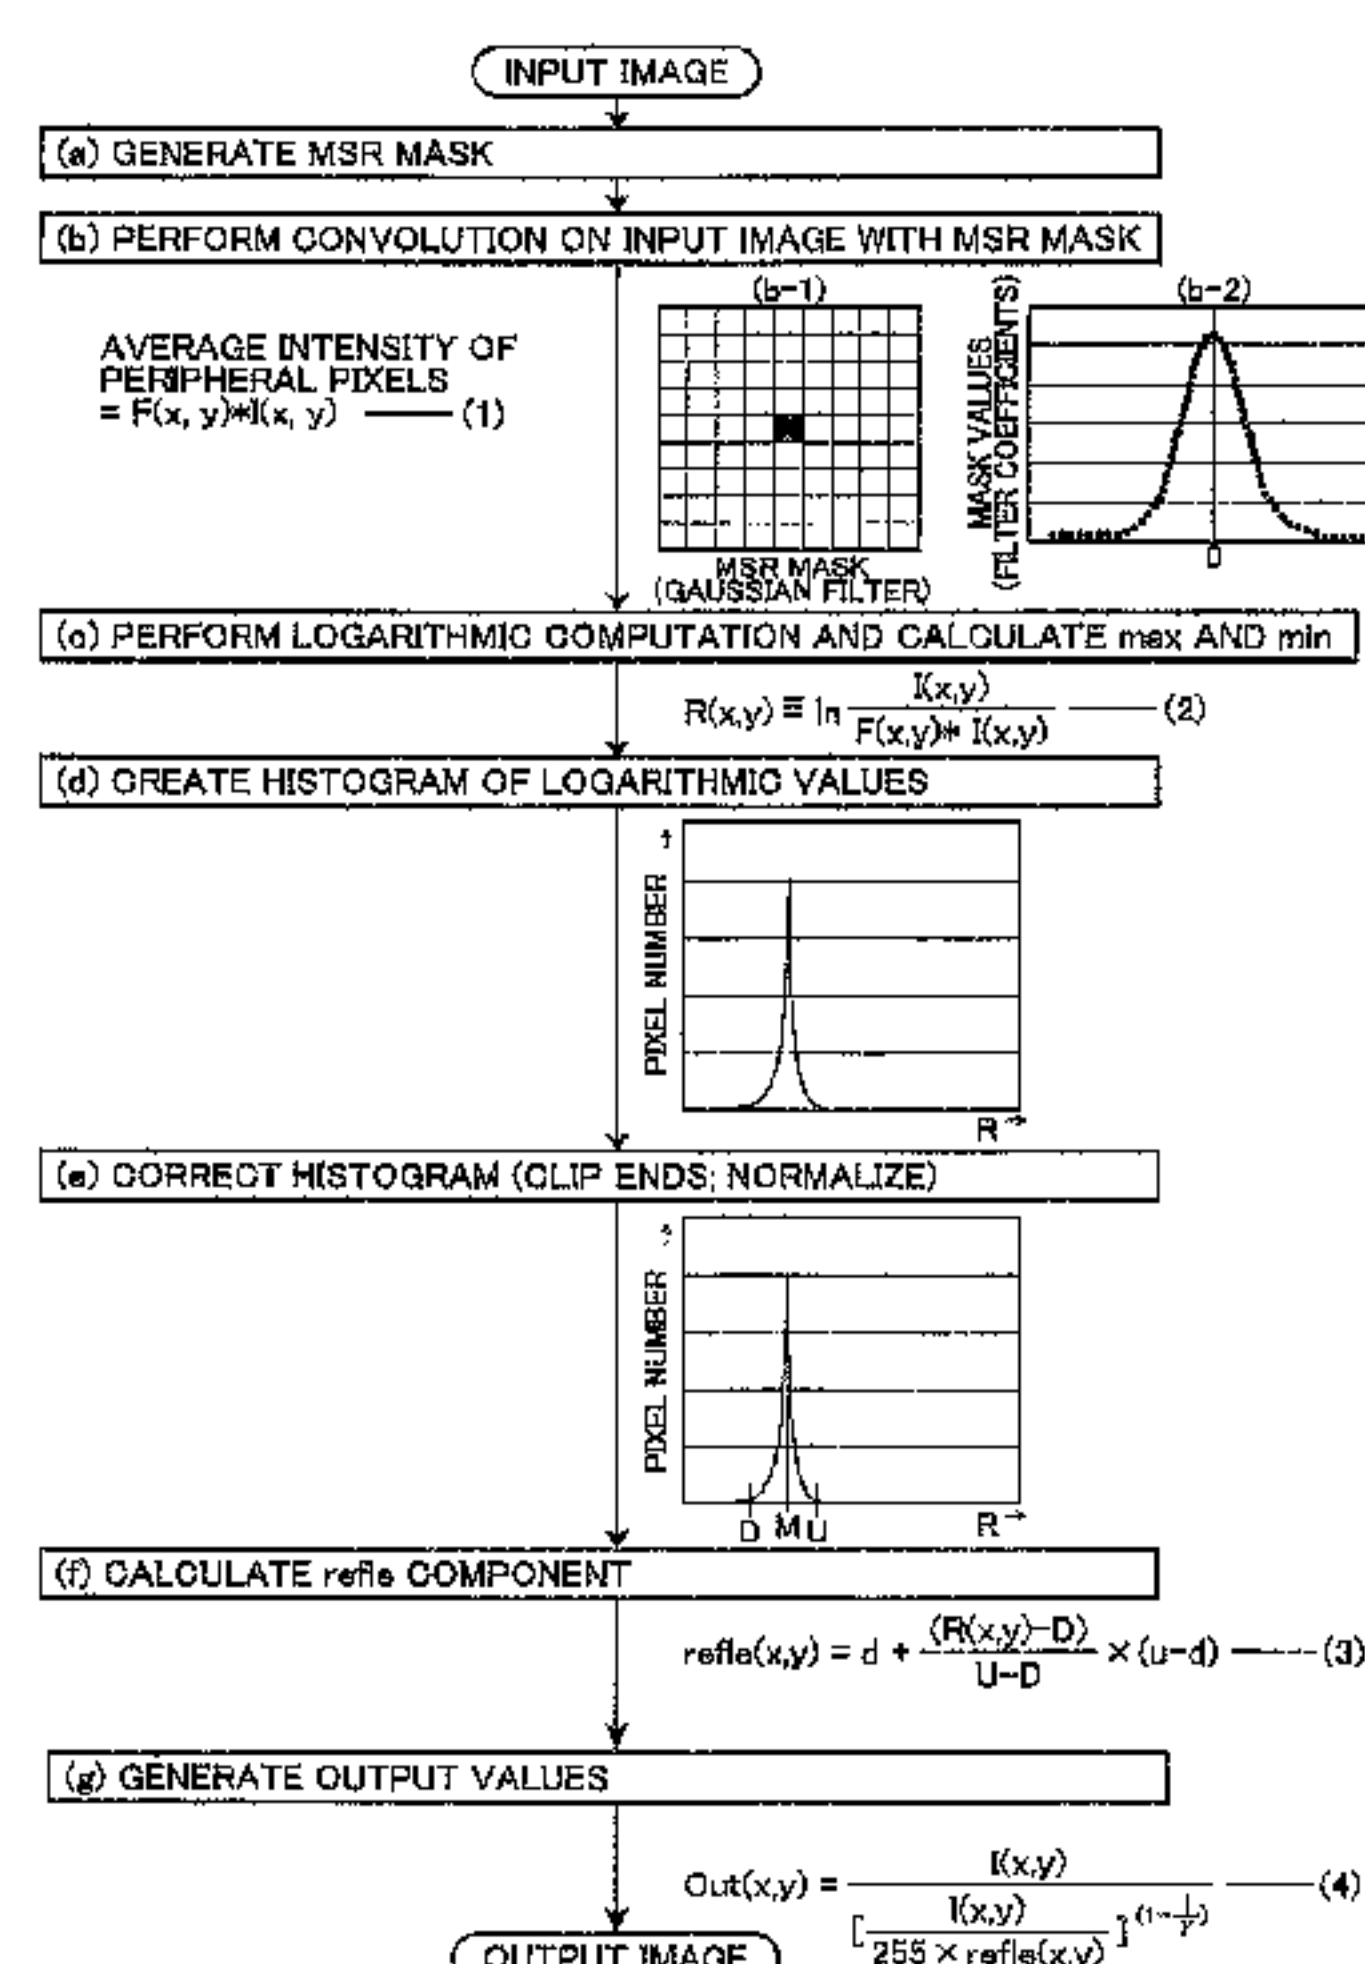 INPUT IMAGE
(a) GENERATE MSR MASK
(b) PERFORM CONVOLUTION ON INPUT IMAGE WITH MSR MASK
AVERAGE INTENSITY OF
PERIPHERAL PIXELS
= F(x, y)*I(x, y) —— (1)
(b-1)
MSR MASK
(GAUSSIAN FILTER)
(b-2)
MASK VALUES
(FILTER COEFFICIENTS)
0
(c) PERFORM LOGARITHMIC COMPUTATION AND CALCULATE max AND min
R(x,y) ≡ ln I(x,y) / F(x,y)* I(x,y) —— (2)
(d) CREATE HISTOGRAM OF LOGARITHMIC VALUES
PIXEL NUMBER →
R →
(e) CORRECT HISTOGRAM (CLIP ENDS; NORMALIZE)
PIXEL NUMBER →
D M U R →
(f) CALCULATE refle COMPONENT
refle(x,y) = d + (R(x,y)-D) / U-D × (u-d) —— (3)
(g) GENERATE OUTPUT VALUES
Out(x,y) = I(x,y) / [ I(x,y) / 255 × refle(x,y) ] (1-1/γ) —— (4)
OUTPUT IMAGE